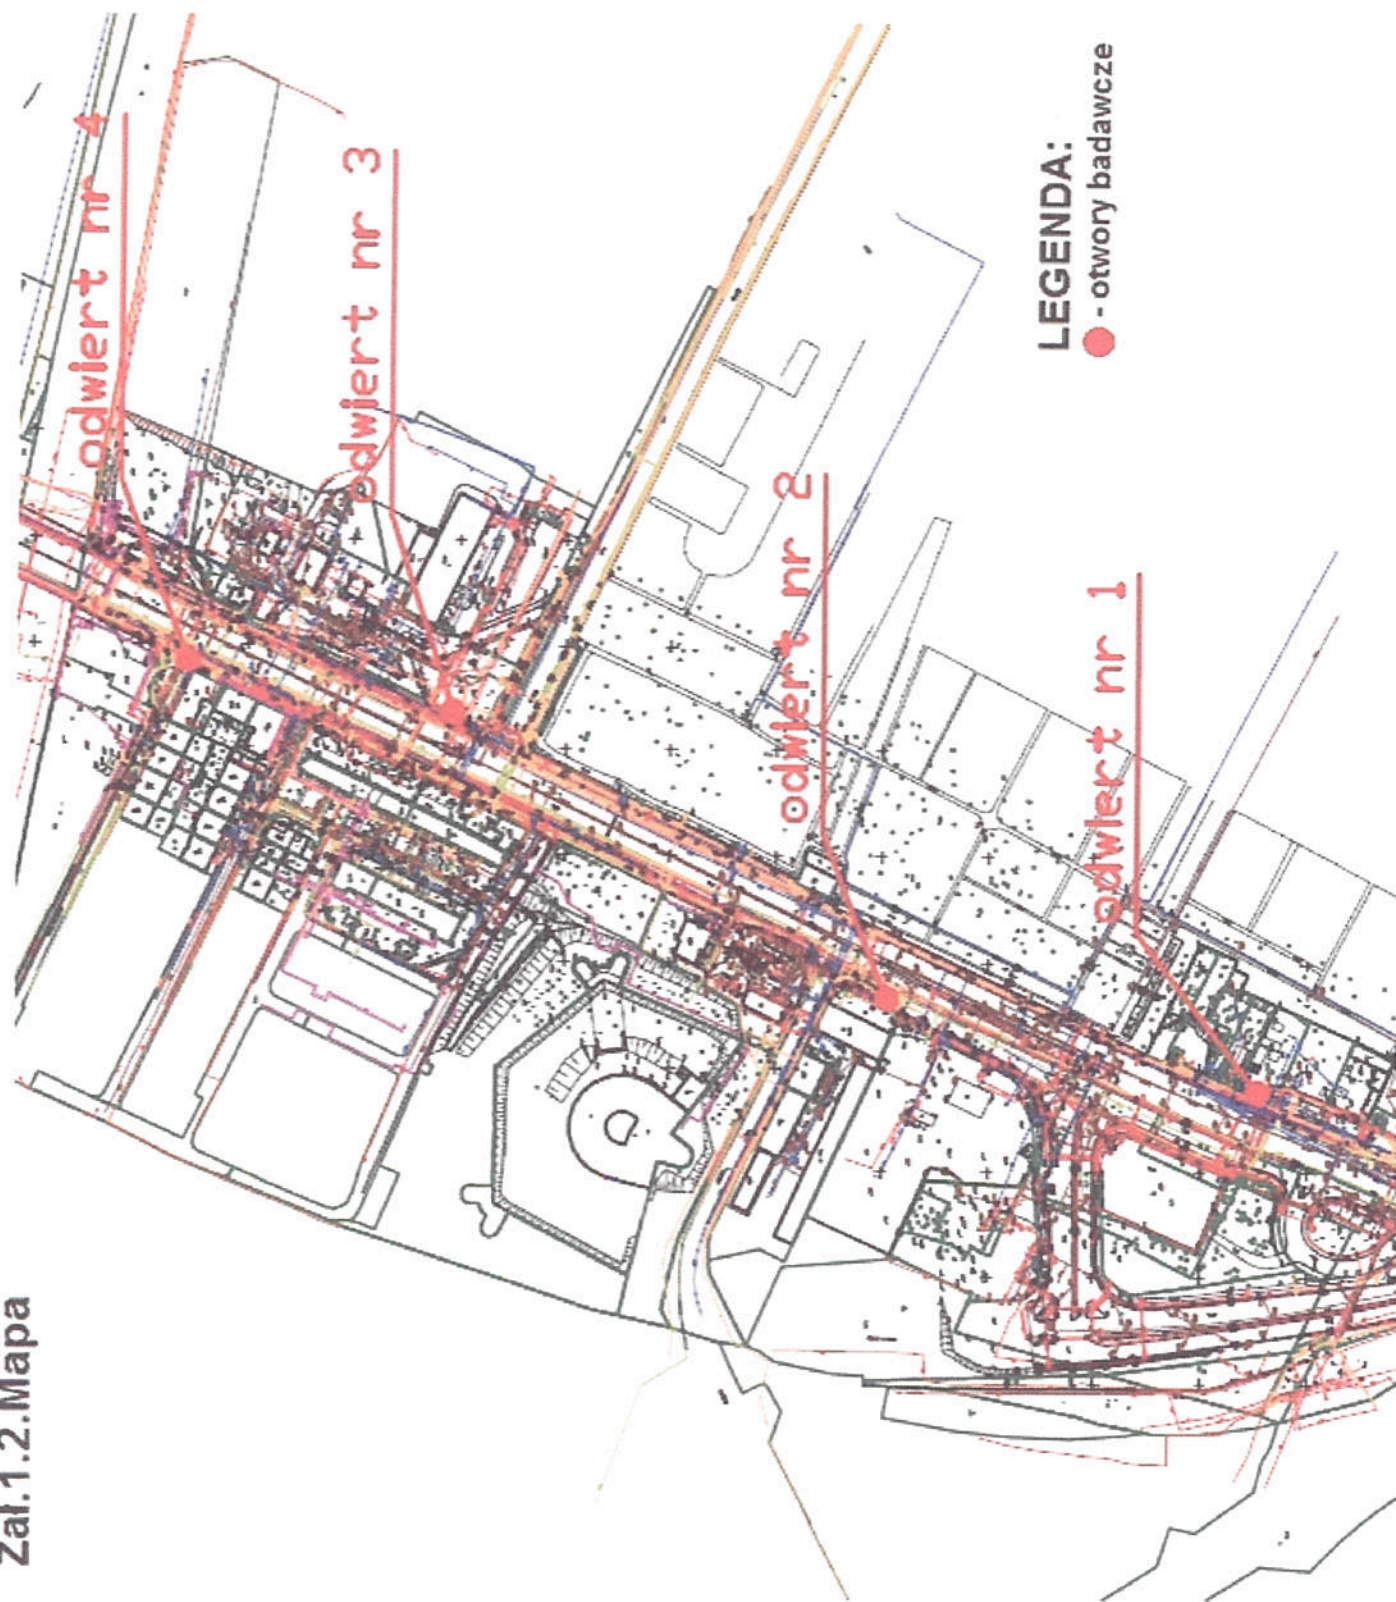 Zał.1.2.Mapa
odwiert nr 4
odwiert nr 3
odwiert nr 2
odwiert nr 1
LEGENDA:
- otwory badawcze